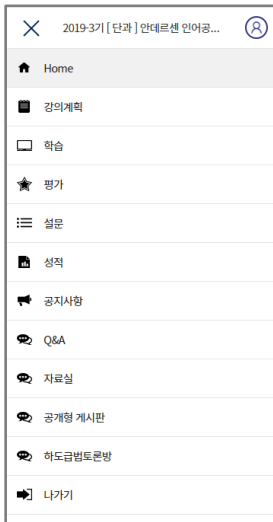 2019-3기 [ 단과 ] 안데르센 인어공...
Home
강의계획
학습
평가
설문
성적
공지사항
Q&A
자료실
공개형 게시판
하도급법토론방
나가기